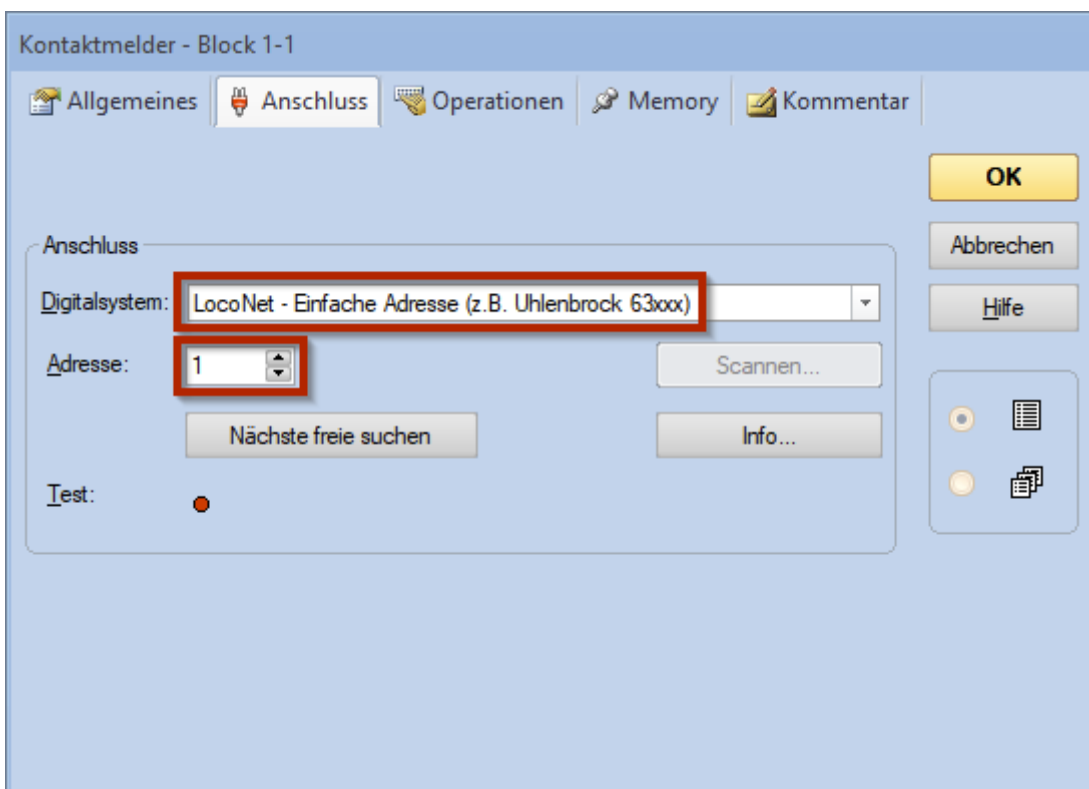 Kontaktmelder - Block 1-1
Allgemeines Anschluss Operationen Memory Kommentar
OK
Anschluss
Abbrechen
Digitalsystem: LocoNet - Einfache Adresse (z.B. Uhlenbrock 63xxx)
Hilfe
Adresse: 1 Scannen...
Nächste freie suchen Info...
Test: